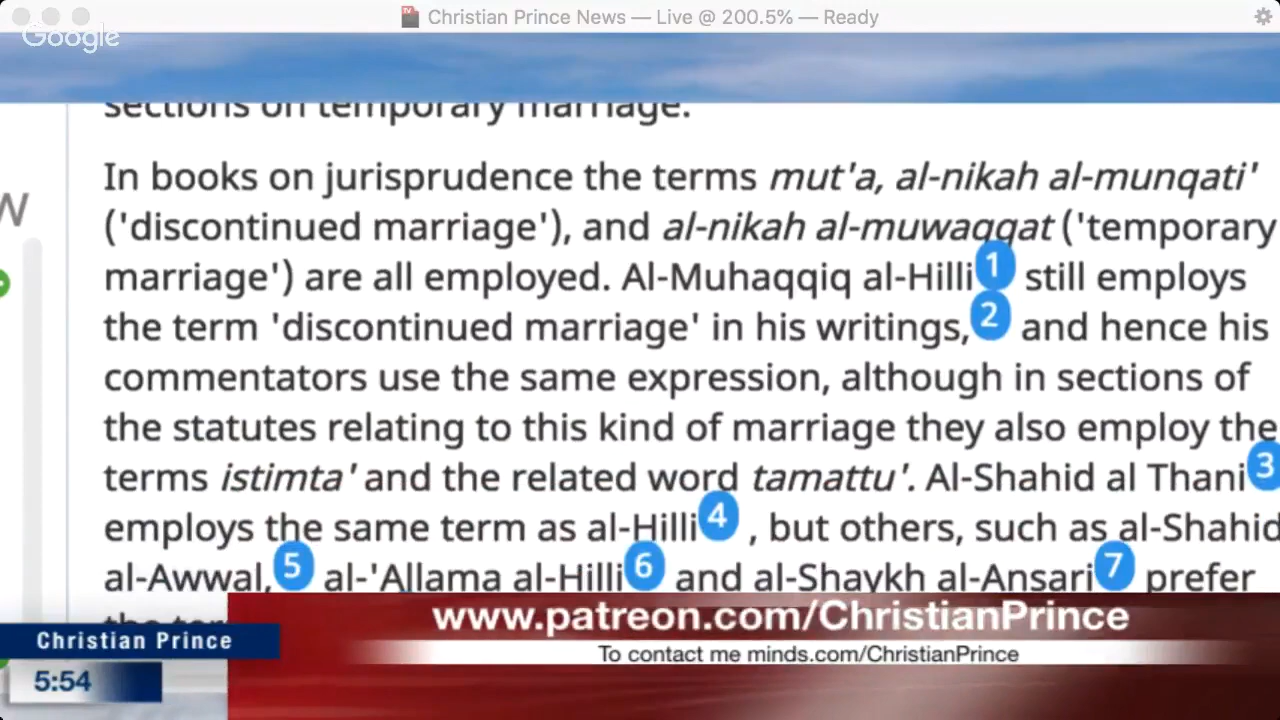 Christian Prince News — Live @ 200.5% — Ready
Google
sections on temporary marriage.
In books on jurisprudence the terms mut'a, al-nikah al-munqati'
('discontinued marriage'), and al-nikah al-muwaqqat ('temporary
marriage') are all employed. Al-Muhaqqiq al-Hilli 1 still employs
the term 'discontinued marriage' in his writings, 2 and hence his
commentators use the same expression, although in sections of
the statutes relating to this kind of marriage they also employ the
terms istimta' and the related word tamattu'. Al-Shahid al Thani 3
employs the same term as al-Hilli 4 , but others, such as al-Shahid
al-Awwal, 5 al-'Allama al-Hilli 6 and al-Shaykh al-Ansari 7 prefer
www.patreon.com/ChristianPrince
Christian Prince
To contact me minds.com/ChristianPrince
5:54